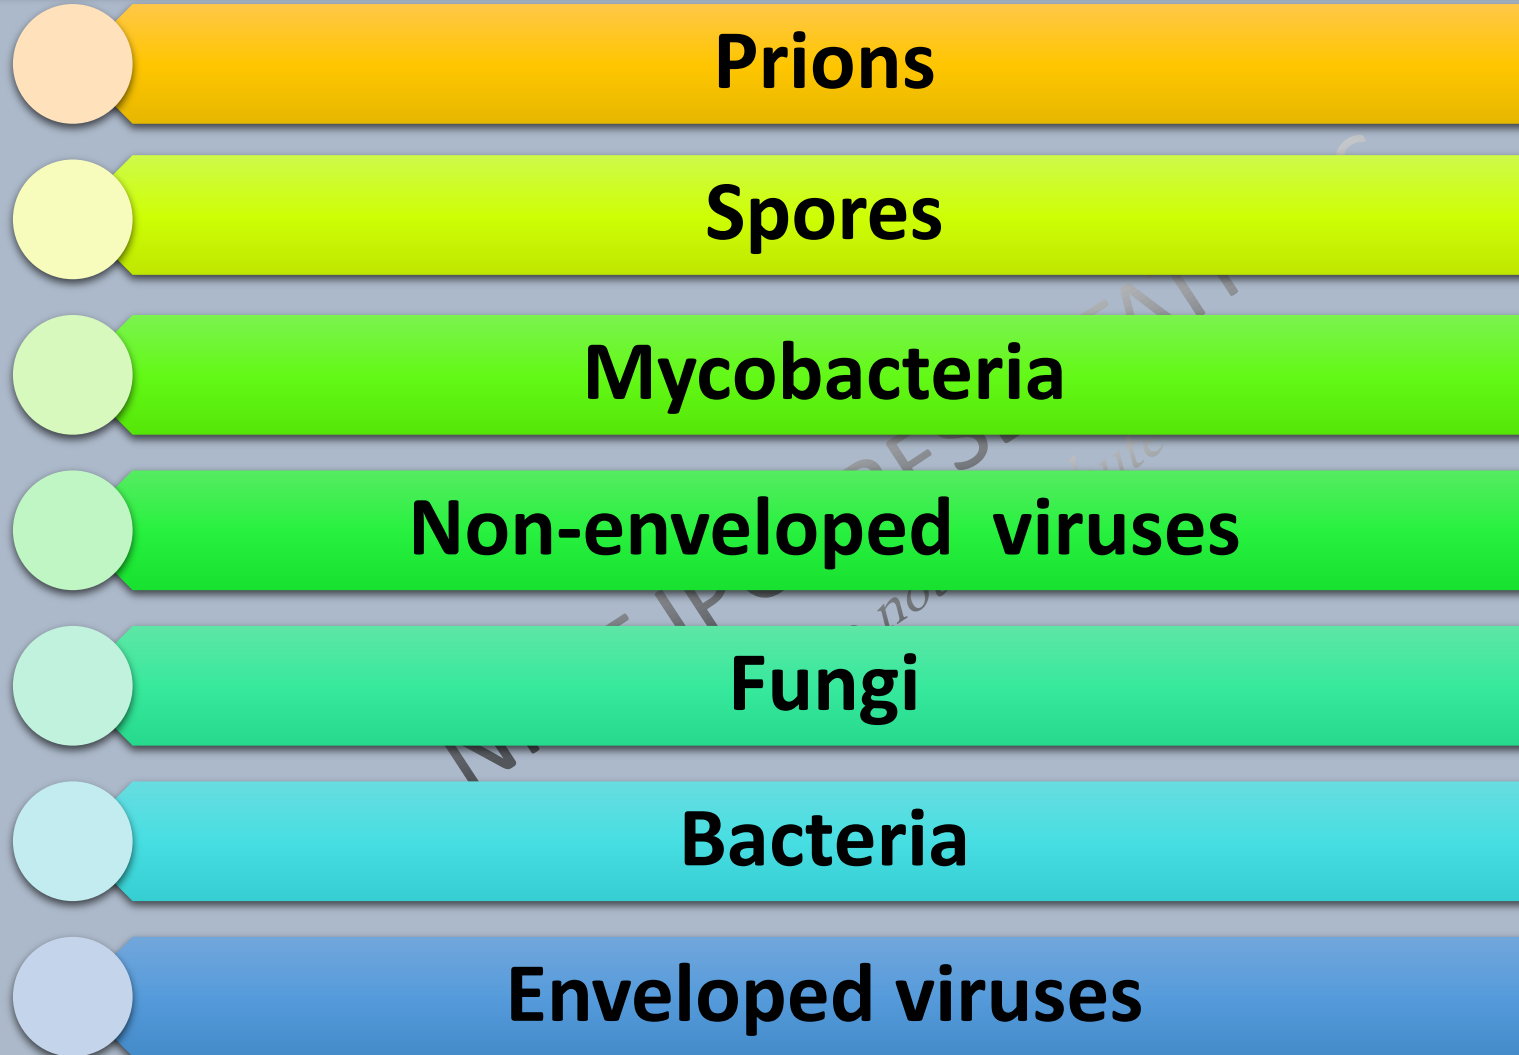 Prions
Spores
Mycobacteria
Non-enveloped viruses
Fungi
Bacteria
Enveloped viruses